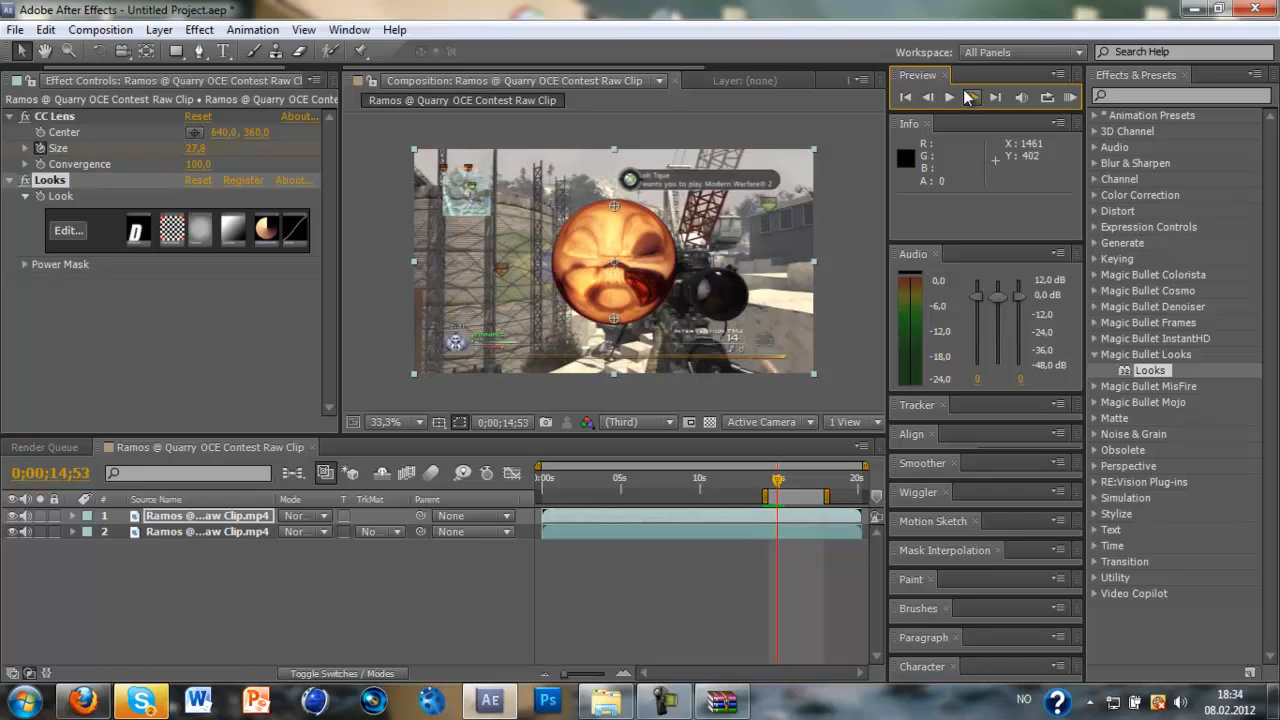 Adobe After Effects - Untitled Project.aep *
File Edit Composition Layer Effect Animation View Window Help
Workspace: All Panels Search Help
Effect Controls: Ramos @ Quarry OCE Contest Raw Cl
Composition: Ramos @ Quarry OCE Contest Raw Clip
Layer: (none)
Preview
Effects & Presets
Ramos @ Quarry OCE Contest Raw Clip • Ramos @ Quarry OCE
Ramos @ Quarry OCE Contest Raw Clip
CC Lens Reset About...
Center 640,0, 360,0
Size 27,8
Convergence 100,0
Looks Reset Register About...
Look
Edit...
Power Mask
wants you to play Modern Warfare® 2
14
Info
R :
G :
B :
A : 0
X : 1461
Y : 402
Audio
0,0
-6,0
-12,0
-18,0
-24,0
12,0 dB
0,0 dB
-12,0
-24,0
-36,0
-48,0 dB
0 0
Tracker
Align
Smoother
Wiggler
Motion Sketch
Mask Interpolation
Paint
Brushes
Paragraph
Character
* Animation Presets
3D Channel
Audio
Blur & Sharpen
Channel
Color Correction
Distort
Expression Controls
Generate
Keying
Magic Bullet Colorista
Magic Bullet Cosmo
Magic Bullet Denoiser
Magic Bullet Frames
Magic Bullet InstantHD
Magic Bullet Looks
Looks
Magic Bullet MisFire
Magic Bullet Mojo
Matte
Noise & Grain
Obsolete
Perspective
RE:Vision Plug-ins
Simulation
Stylize
Text
Time
Transition
Utility
Video Copilot
33,3% 0;00;14;53 (Third) Active Camera 1 View
Render Queue Ramos @ Quarry OCE Contest Raw Clip
0;00;14;53
0:00s 05s 10s 20s
# Source Name Mode T TrkMat Parent
1 Ramos @...aw Clip.mp4 Nor... None
2 Ramos @...aw Clip.mp4 Nor... No... None
Toggle Switches / Modes
NO 18:34
08.02.2012